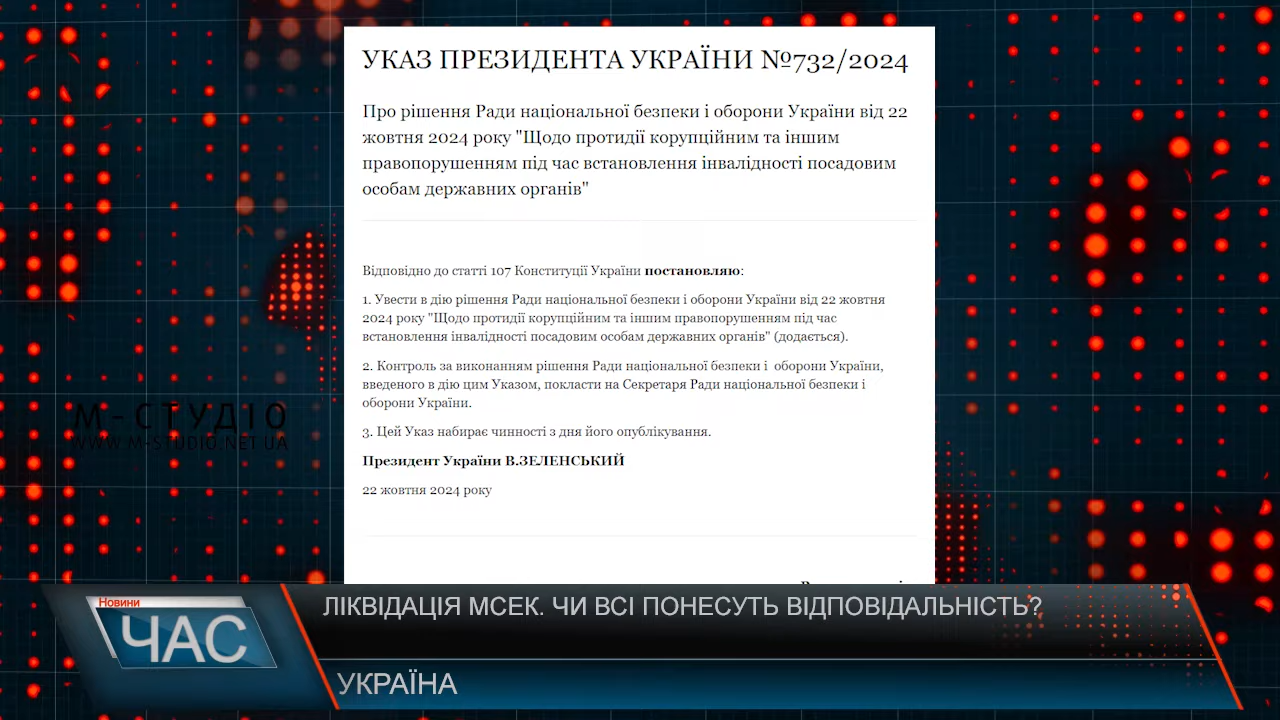 УКАЗ ПРЕЗИДЕНТА УКРАЇНИ №732/2024
Про рішення Ради національної безпеки і оборони України від 22
жовтня 2024 року "Щодо протидії корупційним та іншим
правопорушенням під час встановлення інвалідності посадовим
особам державних органів"
Відповідно до статті 107 Конституції України постановляю:
1. Увести в дію рішення Ради національної безпеки і оборони України від 22 жовтня
2024 року "Щодо протидії корупційним та іншим правопорушенням під час
встановлення інвалідності посадовим особам державних органів" (додається).
2. Контроль за виконанням рішення Ради національної безпеки і оборони України,
введеного в дію цим Указом, покласти на Секретаря Ради національної безпеки і
оборони України.
3. Цей Указ набирає чинності з дня його опублікування.
Президент України В.ЗЕЛЕНСЬКИЙ
22 жовтня 2024 року
М-СТУДІО
WWW.M-STUDIO.NET.UA
Новини
ЧАС
ЛІКВІДАЦІЯ МСЕК. ЧИ ВСІ ПОНЕСУТЬ ВІДПОВІДАЛЬНІСТЬ?
УКРАЇНА